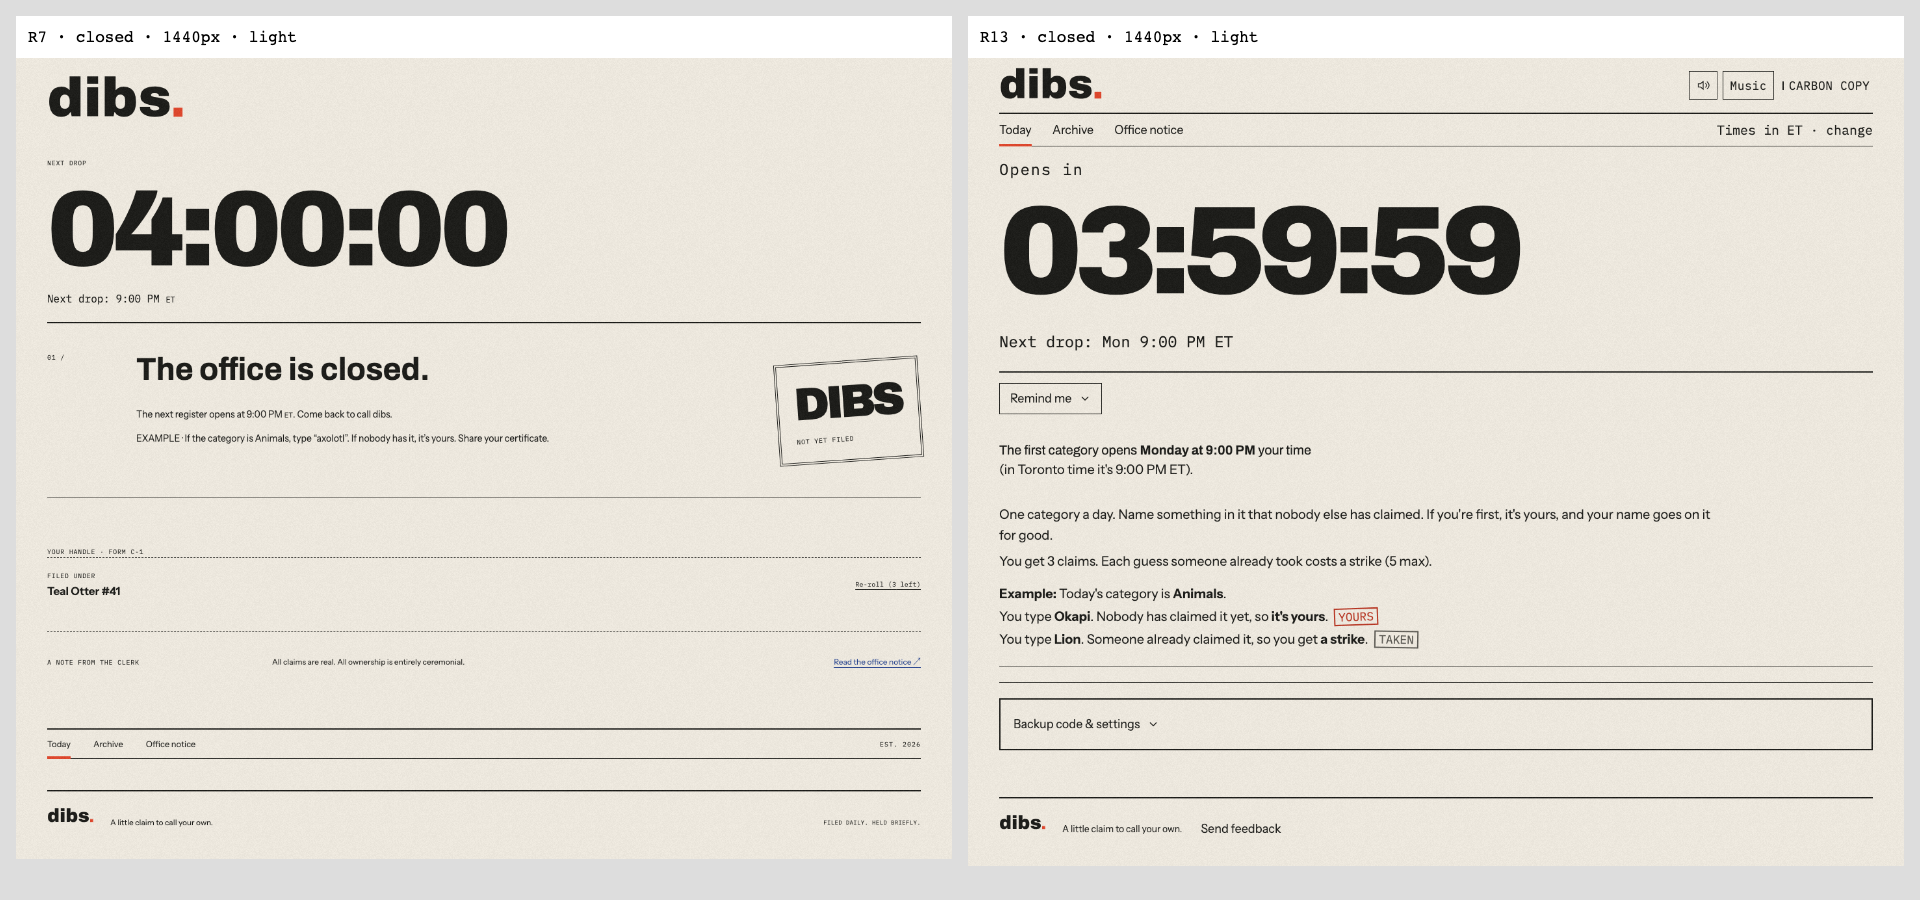 R7 · closed · 1440px · light
dibs.
NEXT DROP
04:00:00
Next drop: 9:00 PM ET
01 /
The office is closed.
The next register opens at 9:00 PM ET. Come back to call dibs.
EXAMPLE · If the category is Animals, type “axolotl”. If nobody has it, it's yours. Share your certificate.
DIBS
NOT YET FILED
YOUR HANDLE · FORM C-1
FILED UNDER
Teal Otter #41
Re-roll (3 left)
A NOTE FROM THE CLERK
All claims are real. All ownership is entirely ceremonial.
Read the office notice ↗
Today Archive Office notice
EST. 2026
dibs.
A little claim to call your own.
FILED DAILY. HELD BRIEFLY.
R13 · closed · 1440px · light
dibs.
Music
CARBON COPY
Today Archive Office notice
Times in ET · change
Opens in
03:59:59
Next drop: Mon 9:00 PM ET
Remind me
The first category opens Monday at 9:00 PM your time
(in Toronto time it's 9:00 PM ET).
One category a day. Name something in it that nobody else has claimed. If you're first, it's yours, and your name goes on it
for good.
You get 3 claims. Each guess someone already took costs a strike (5 max).
Example: Today's category is Animals.
You type Okapi. Nobody has claimed it yet, so it's yours. YOURS
You type Lion. Someone already claimed it, so you get a strike. TAKEN
Backup code & settings
dibs.
A little claim to call your own.
Send feedback